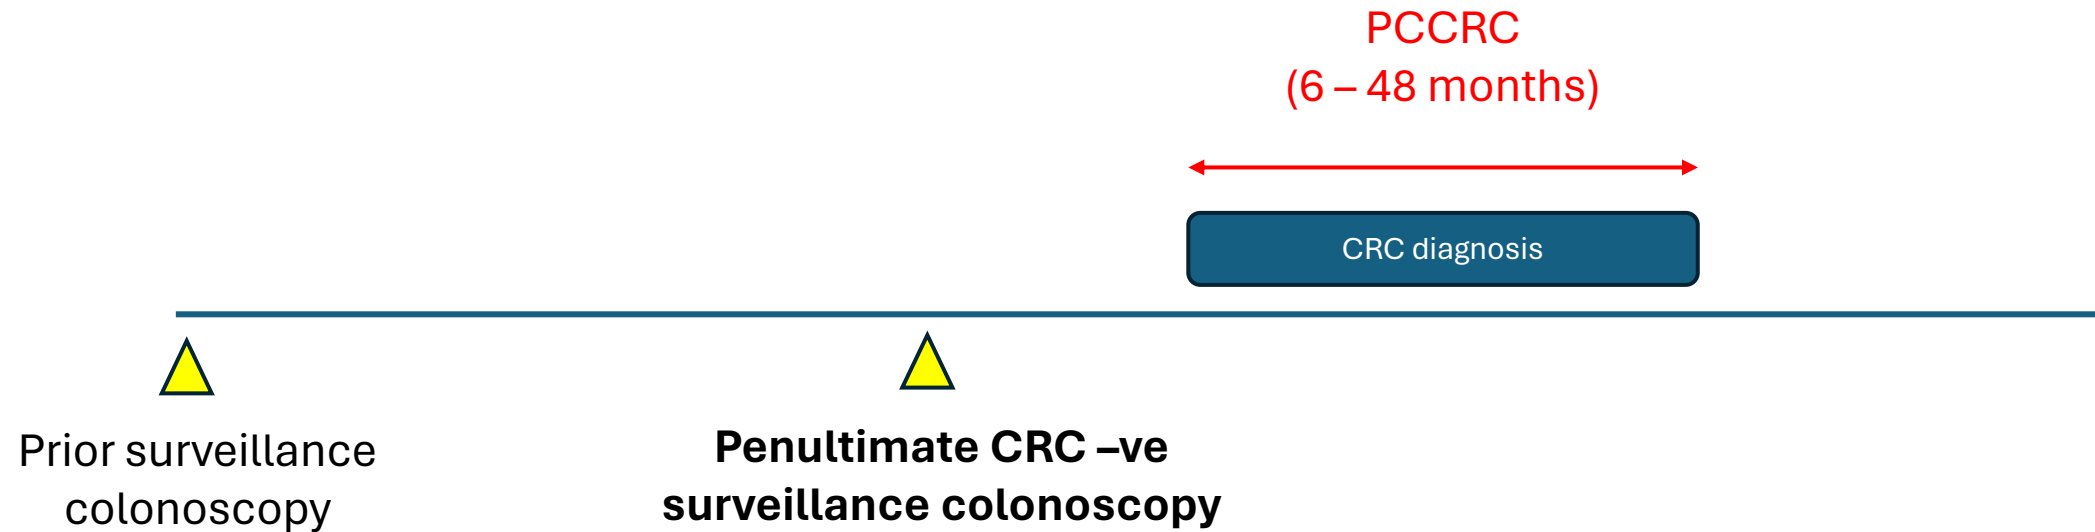 PCCRC
(6 – 48 months)
CRC diagnosis
Prior surveillance
colonoscopy
Penultimate CRC –ve
surveillance colonoscopy